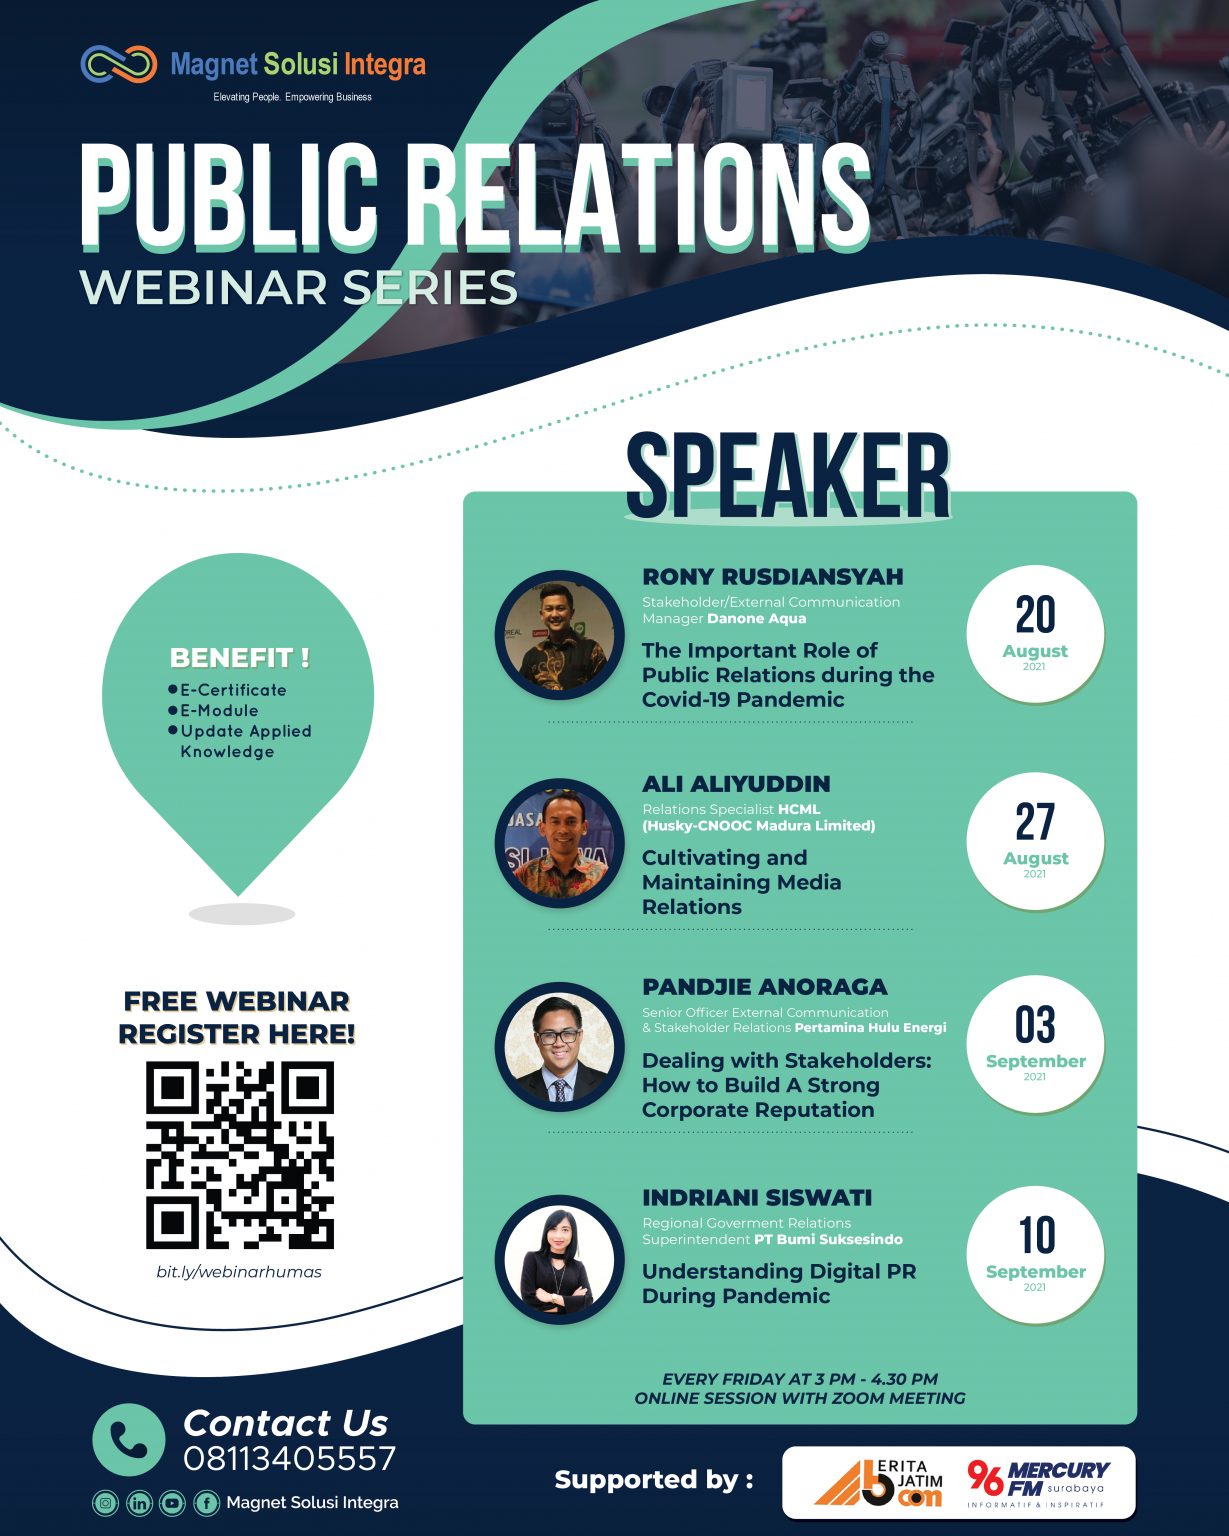 Magnet Solusi Integra
Elevating People. Empowering Business
PUBLIC RELATIONS
WEBINAR SERIES
SPEAKER
BENEFIT !
E-Certificate
E-Module
Update Applied
Knowledge
FREE WEBINAR
REGISTER HERE!
bit.ly/webinarhumas
RONY RUSDIANSYAH
Stakeholder/External Communication
Manager Danone Aqua
The Important Role of
Public Relations during the
Covid-19 Pandemic
20
August
2021
ALI ALIYUDDIN
Relations Specialist HCML
(Husky-CNOOC Madura Limited)
Cultivating and
Maintaining Media
Relations
27
August
2021
PANDJIE ANORAGA
Senior Officer External Communication
& Stakeholder Relations Pertamina Hulu Energi
Dealing with Stakeholders:
How to Build A Strong
Corporate Reputation
03
September
2021
INDRIANI SISWATI
Regional Goverment Relations
Superintendent PT Bumi Suksesindo
Understanding Digital PR
During Pandemic
10
September
2021
EVERY FRIDAY AT 3 PM - 4.30 PM
ONLINE SESSION WITH ZOOM MEETING
Contact Us
08113405557
Magnet Solusi Integra
Supported by :
BERITA
JATIM
com
96 MERCURY
FM surabaya
INFORMATIF & INSPIRATIF